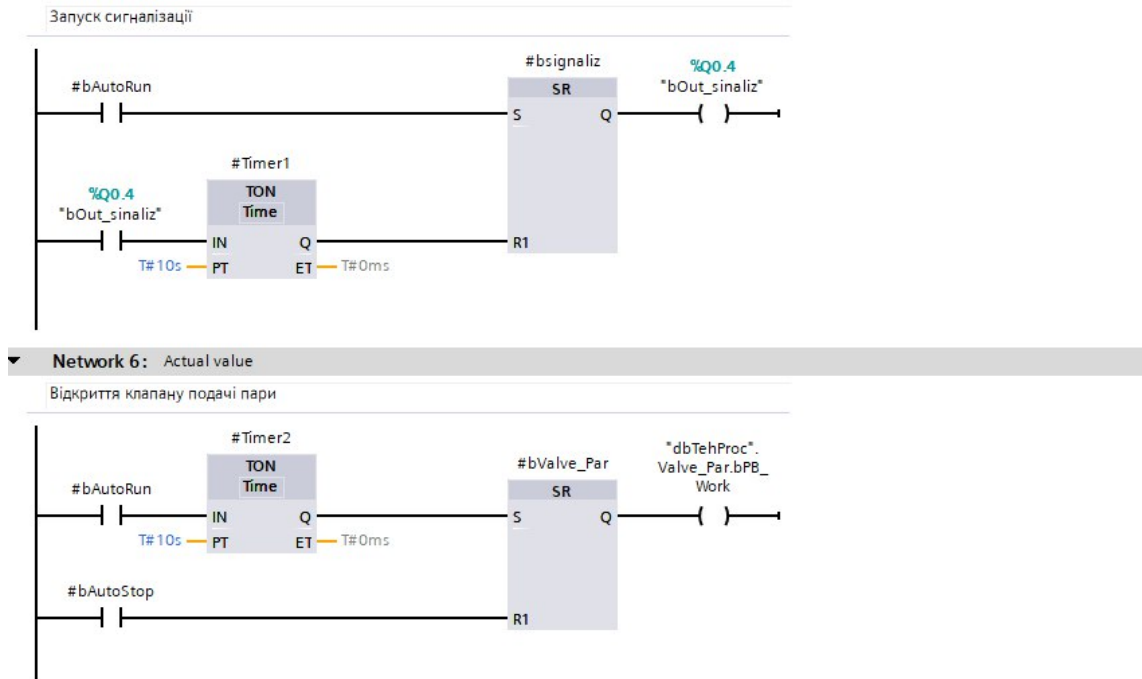 Запуск сигналізації
#bsignaliz
%Q0.4
#bAutoRun
SR
"bOut_sinaliz"
S Q
#Timer1
%Q0.4
TON
"bOut_sinaliz"
Time
IN Q
R1
T#10s PT ET T#0ms
Network 6: Actual value
Відкриття клапану подачі пари
#Timer2
"dbTehProc".
TON
#bValve_Par
Valve_Par.bPB_
#bAutoRun
Time
SR
Work
IN Q
S Q
T#10s PT ET T#0ms
#bAutoStop
R1